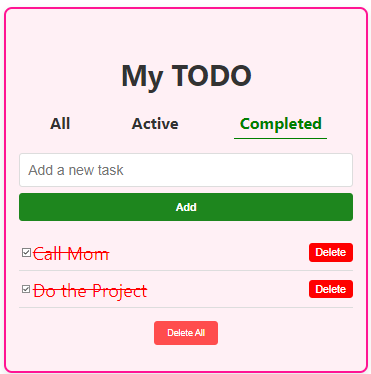 My TODO
All Active Completed
Add a new task
Add
Call Mom Delete
Do the Project Delete
Delete All